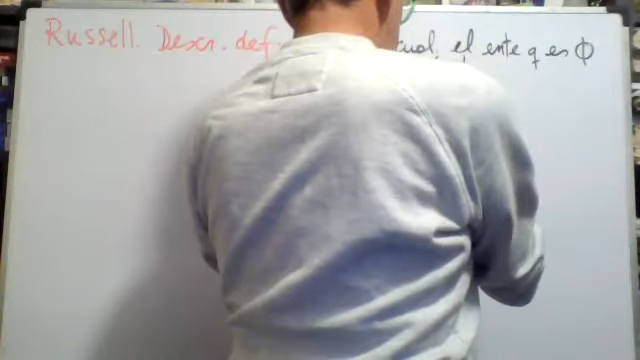 Russell. Descr. def: cual; el ente q es Φ